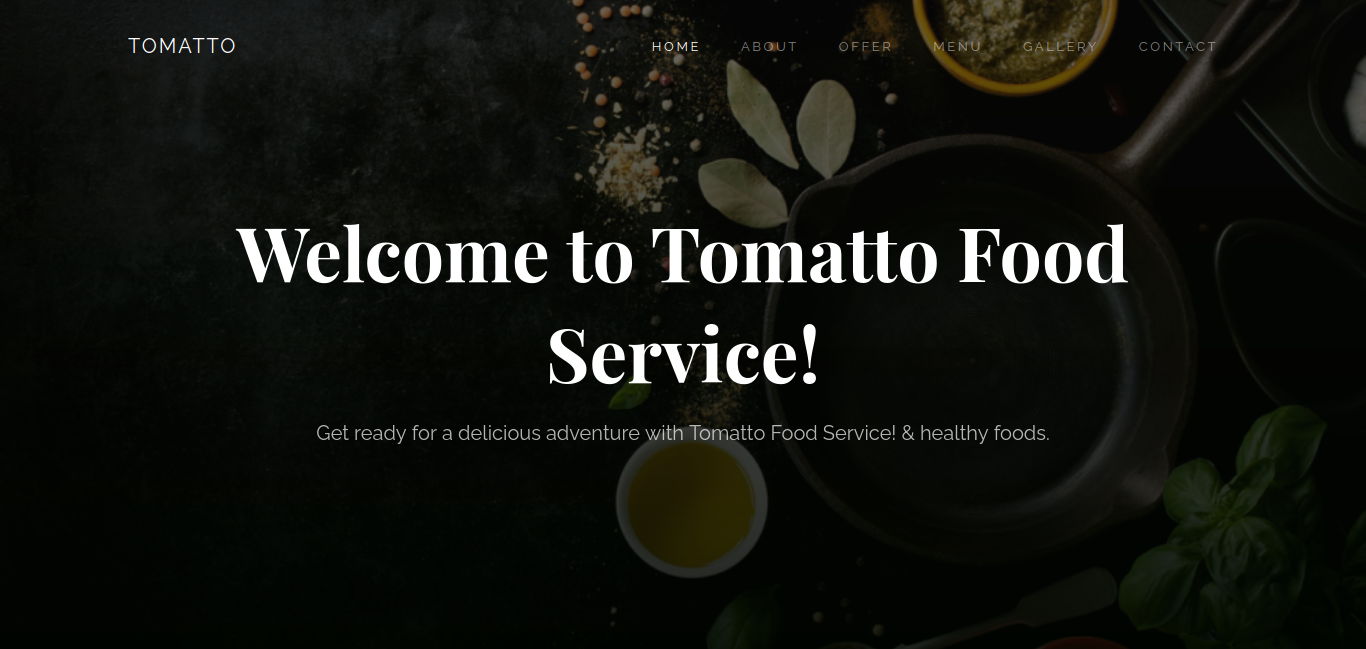 TOMATTO
HOME ABOUT OFFER MENU GALLERY CONTACT
Welcome to Tomatto Food
Service!
Get ready for a delicious adventure with Tomatto Food Service! & healthy foods.